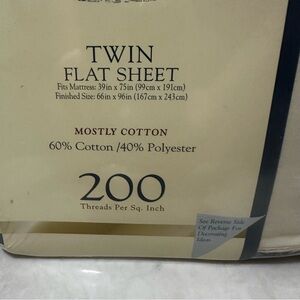 TWIN
FLAT SHEET
Fits Mattress: 39in x 75in (99cm x 191cm)
Finished Size: 66in x 96in (167cm x 243cm)
MOSTLY COTTON
60% Cotton /40% Polyester
200
Threads Per Sq. Inch
See Reverse Side
Of Package For
Decorating
Ideas